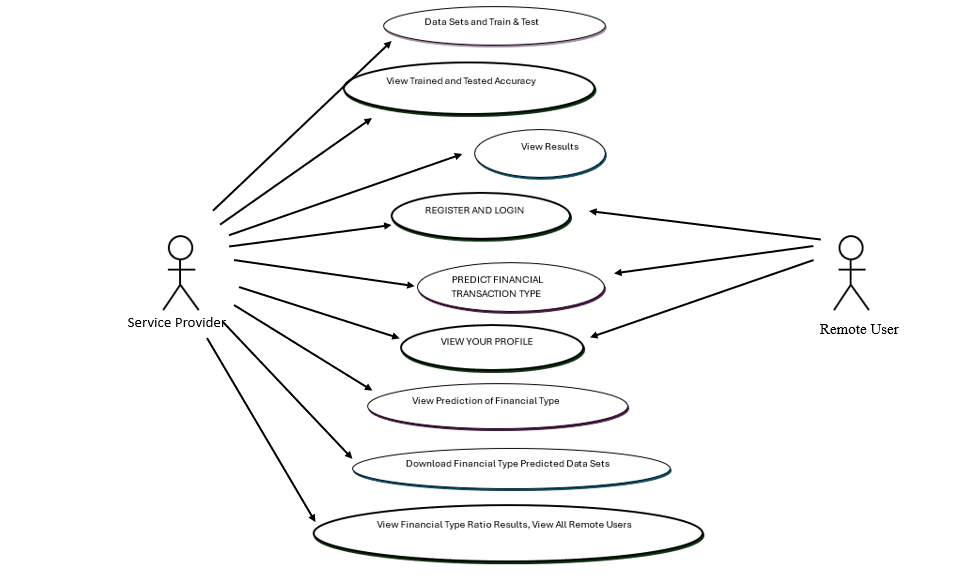 Data Sets and Train & Test
View Trained and Tested Accuracy
View Results
REGISTER AND LOGIN
PREDICT FINANCIAL
TRANSACTION TYPE
Service Provider
Remote User
VIEW YOUR PROFILE
View Prediction of Financial Type
Download Financial Type Predicted Data Sets
View Financial Type Ratio Results, View All Remote Users